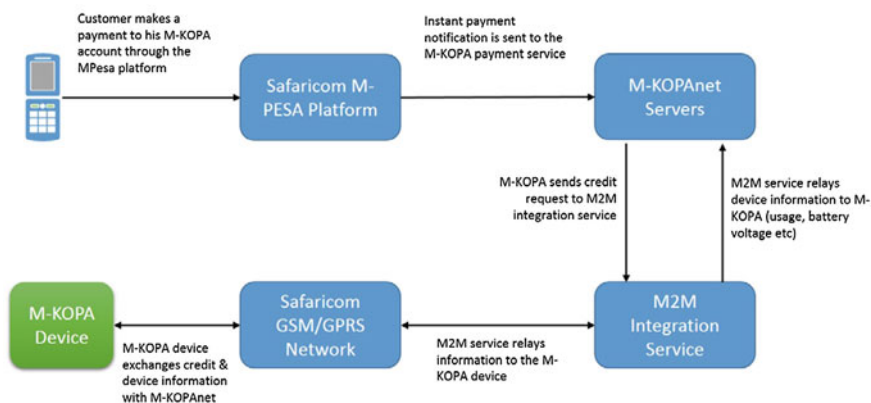 Customer makes a
payment to his M-KOPA
account through the
MPesa platform
Instant payment
notification is sent to the
M-KOPA payment service
Safaricom M-
PESA Platform
M-KOPAnet
Servers
M-KOPA sends credit
request to M2M
integration service
M2M service relays
device information to M-
KOPA (usage, battery
voltage etc)
M-KOPA
Device
Safaricom
GSM/GPRS
Network
M2M
Integration
Service
M-KOPA device
exchanges credit &
device information
with M-KOPAnet
M2M service relays
information to the M-
KOPA device